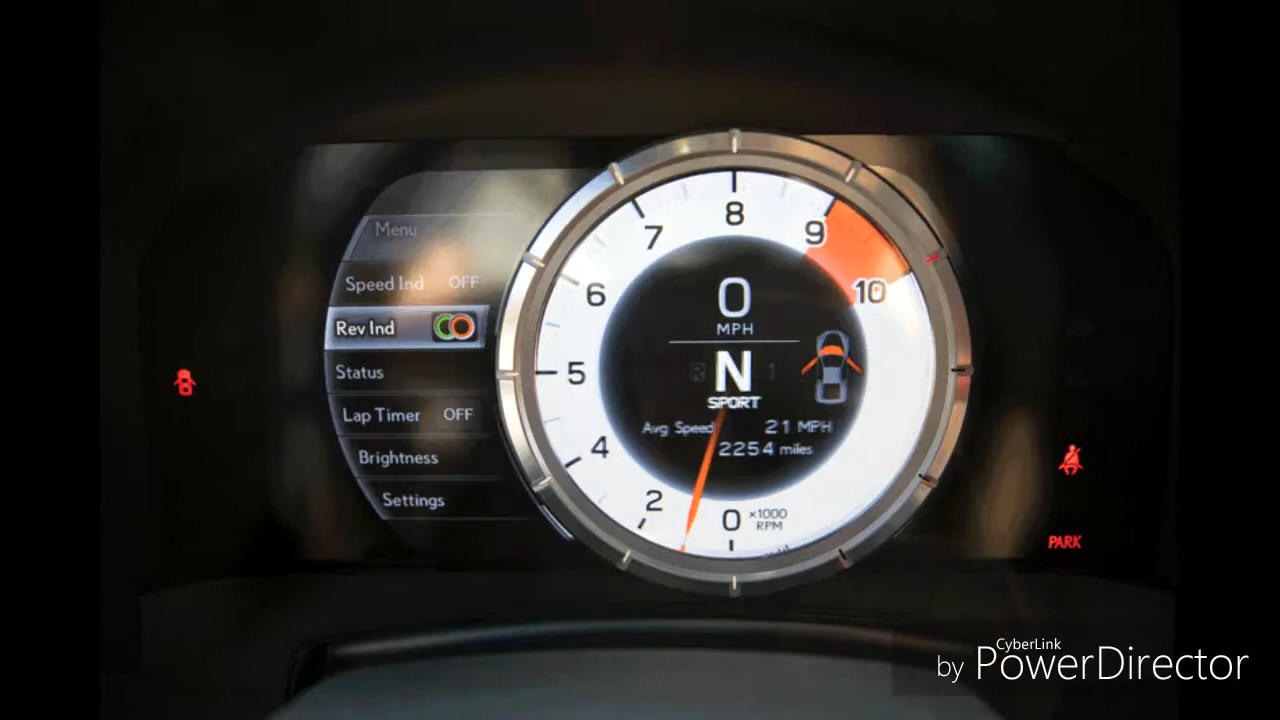 Menu
Speed Ind OFF
Rev Ind
Status
Lap Timer OFF
Brightness
Settings
8
7
9
6
10
5
4
2
0
×1000
RPM
0
MPH
R N 1
SPORT
Avg Speed 21 MPH
2254 miles
PARK
CyberLink
by PowerDirector